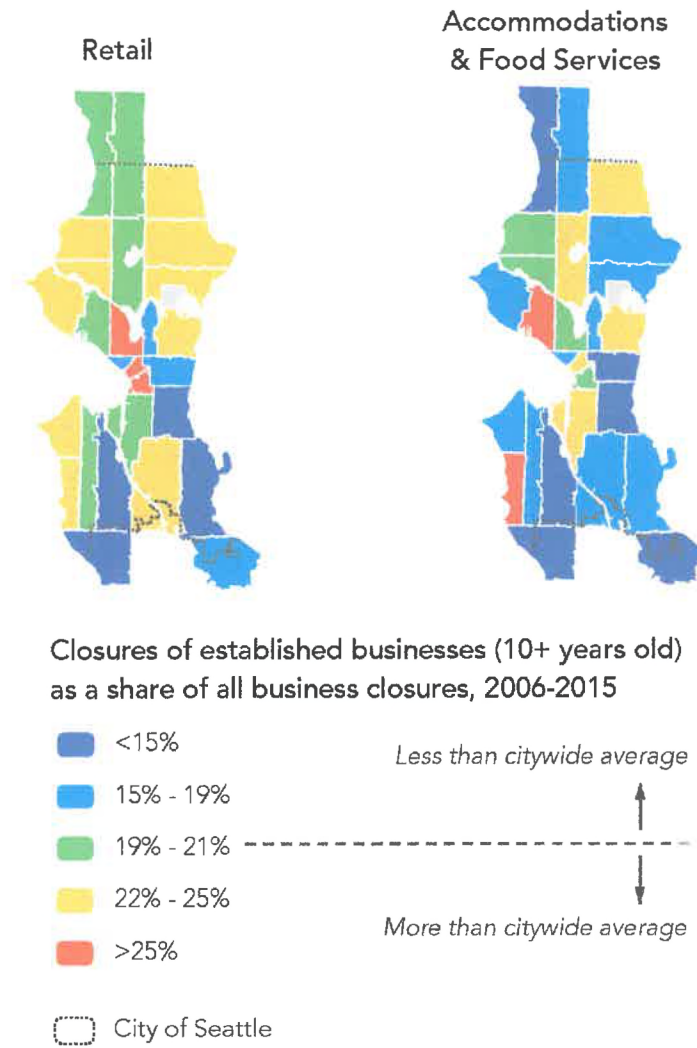 Retail
Accommodations
& Food Services
Closures of established businesses (10+ years old)
as a share of all business closures, 2006-2015
<15%
Less than citywide average
15% - 19%
19% - 21%
22% - 25%
More than citywide average
>25%
City of Seattle